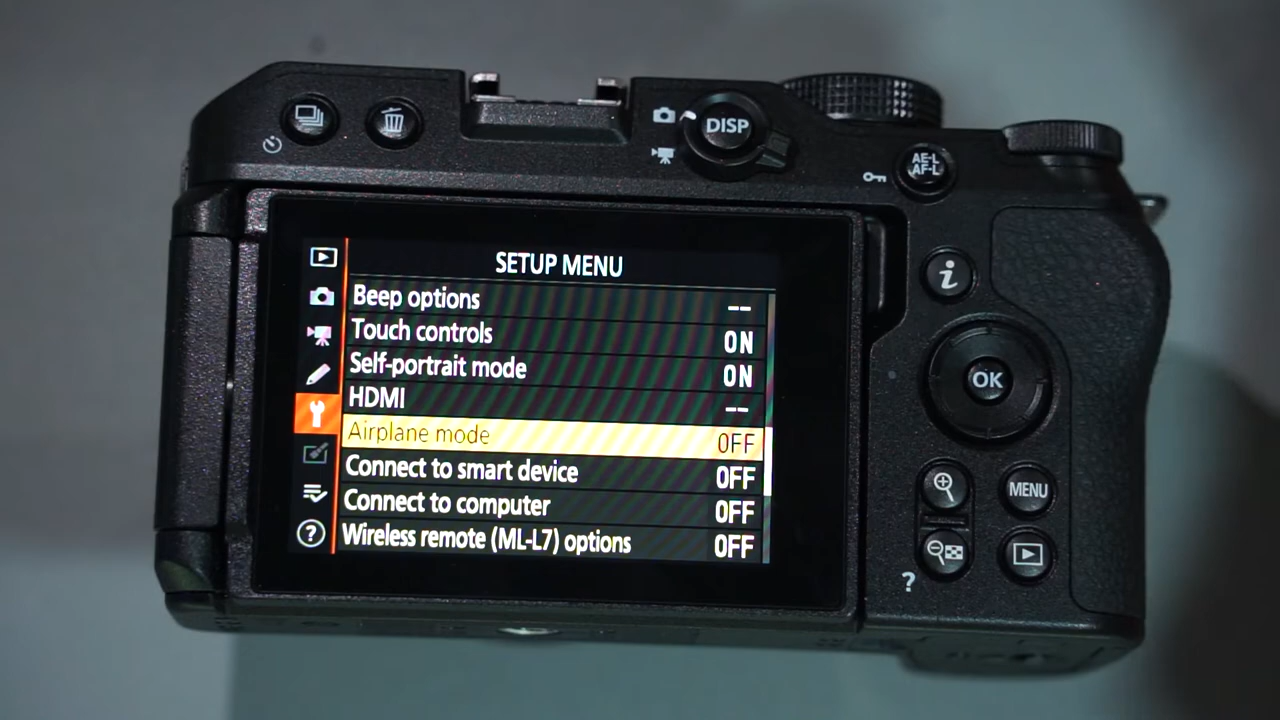 DISP
AE-L
AF-L
SETUP MENU
Beep options --
Touch controls ON
Self-portrait mode ON
HDMI --
Airplane mode OFF
Connect to smart device OFF
Connect to computer OFF
Wireless remote (ML-L7) options OFF
?
i
OK
MENU
?